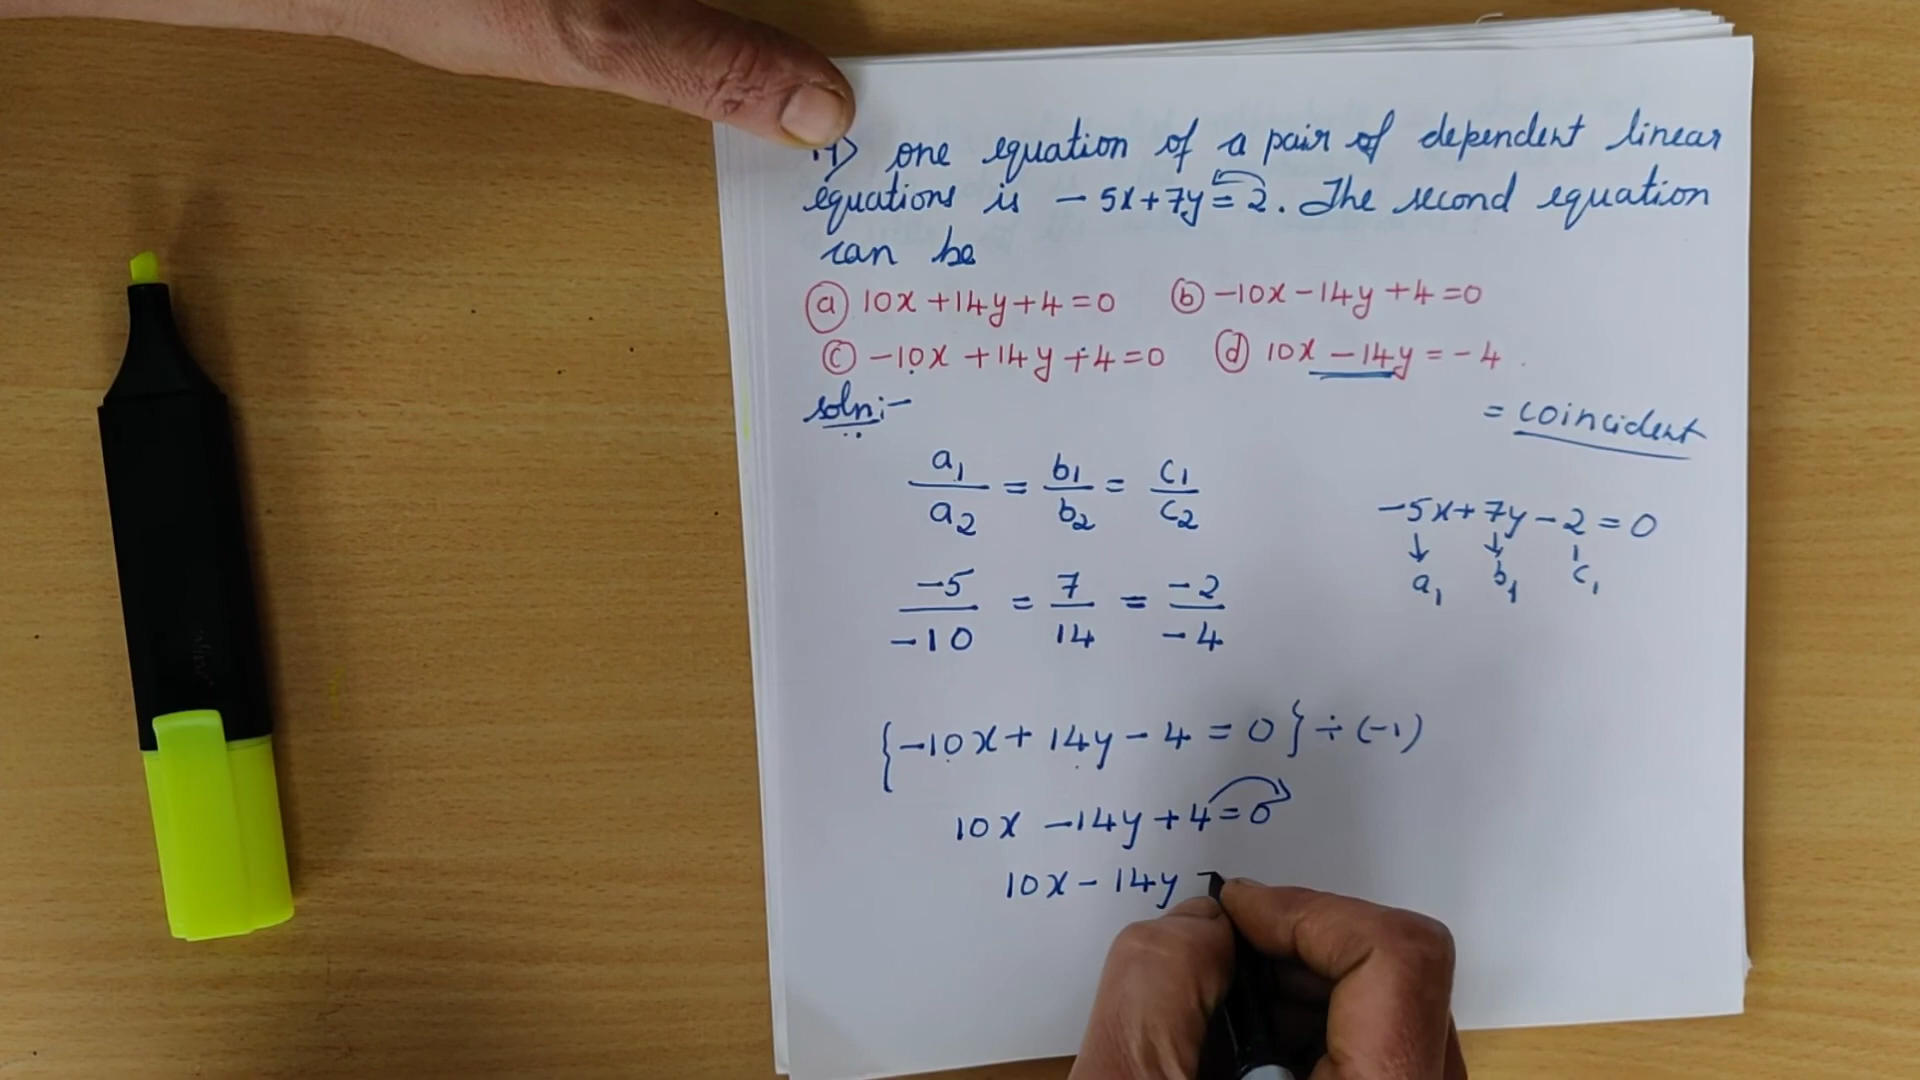 one equation of a pair of dependent linear
equations is - 5x+7y=2. The second equation
can be
(a) 10x+14y+4=0 (b) -10x-14y+4=0
(c) -10x+14y+4=0 (d) 10x-14y=-4
soln:-
= coincident
a₁/a₂ = b₁/b₂ = c₁/c₂
-5x+7y-2=0
a₁ b₁ c₁
-5/-10 = 7/14 = -2/-4
{-10x+14y-4=0}÷(-1)
10x-14y+4=0
10x-14y